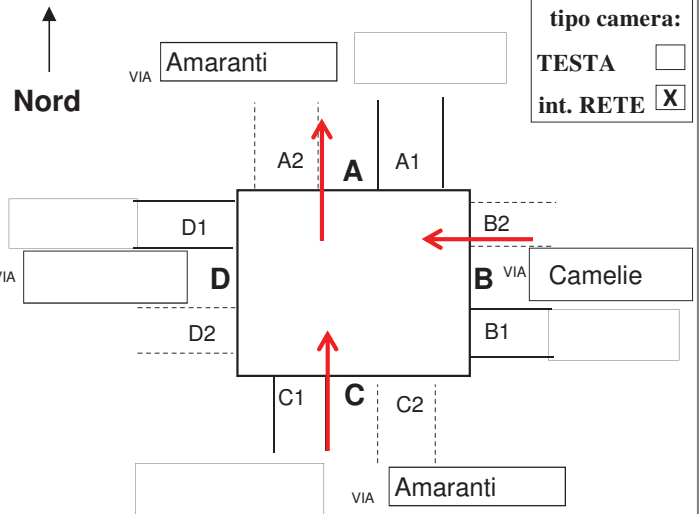 tipo camera:
VIA Amaranti
TESTA
Nord
int. RETE X
A2 A A1
D1 B2
VIA D B VIA Camelie
D2 B1
C1 C C2
VIA Amaranti